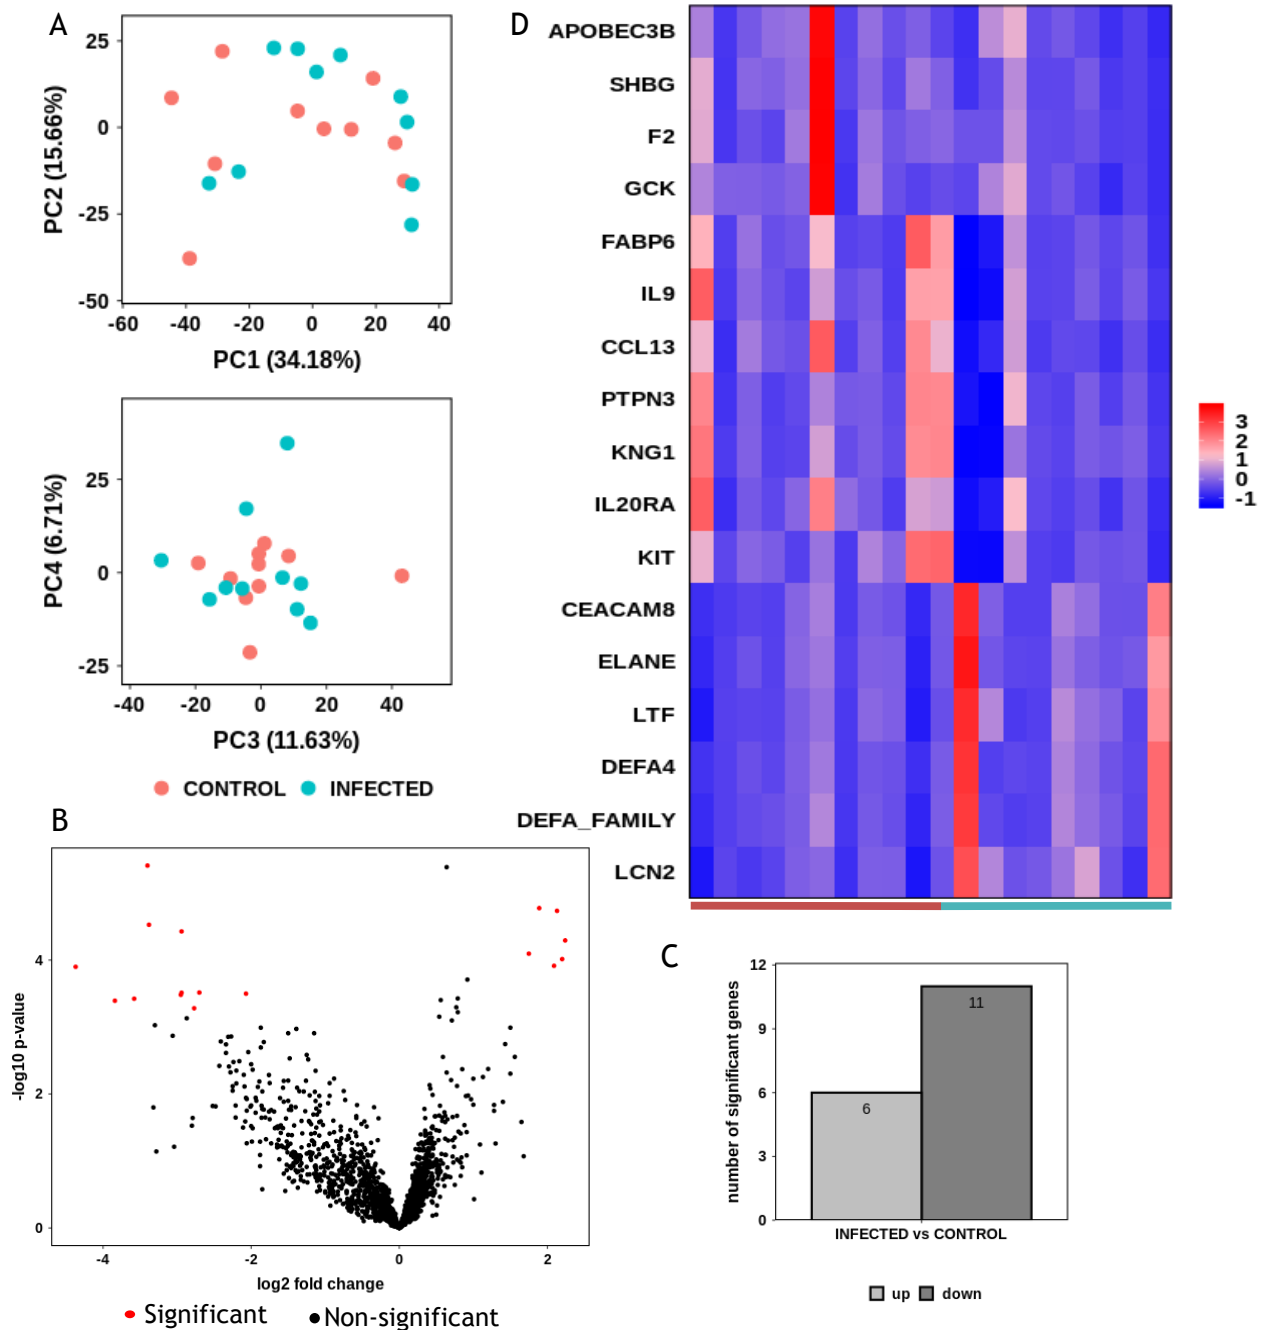 A
25
0
-25
-50
PC2 (15.66%)
-60 -40 -20 0 20 40
PC1 (34.18%)
25
0
-25
PC4 (6.71%)
-40 -20 0 20 40
PC3 (11.63%)
CONTROL INFECTED
B
4
2
0
-log10 p-value
-4 -2 0 2
log2 fold change
Significant Non-significant
D
APOBEC3B
SHBG
F2
GCK
FABP6
IL9
CCL13
PTPN3
KNG1
IL20RA
KIT
CEACAM8
ELANE
LTF
DEFA4
DEFA_FAMILY
LCN2
3
2
1
0
-1
C
12
9
6
3
0
number of significant genes
6
11
INFECTED vs CONTROL
up down